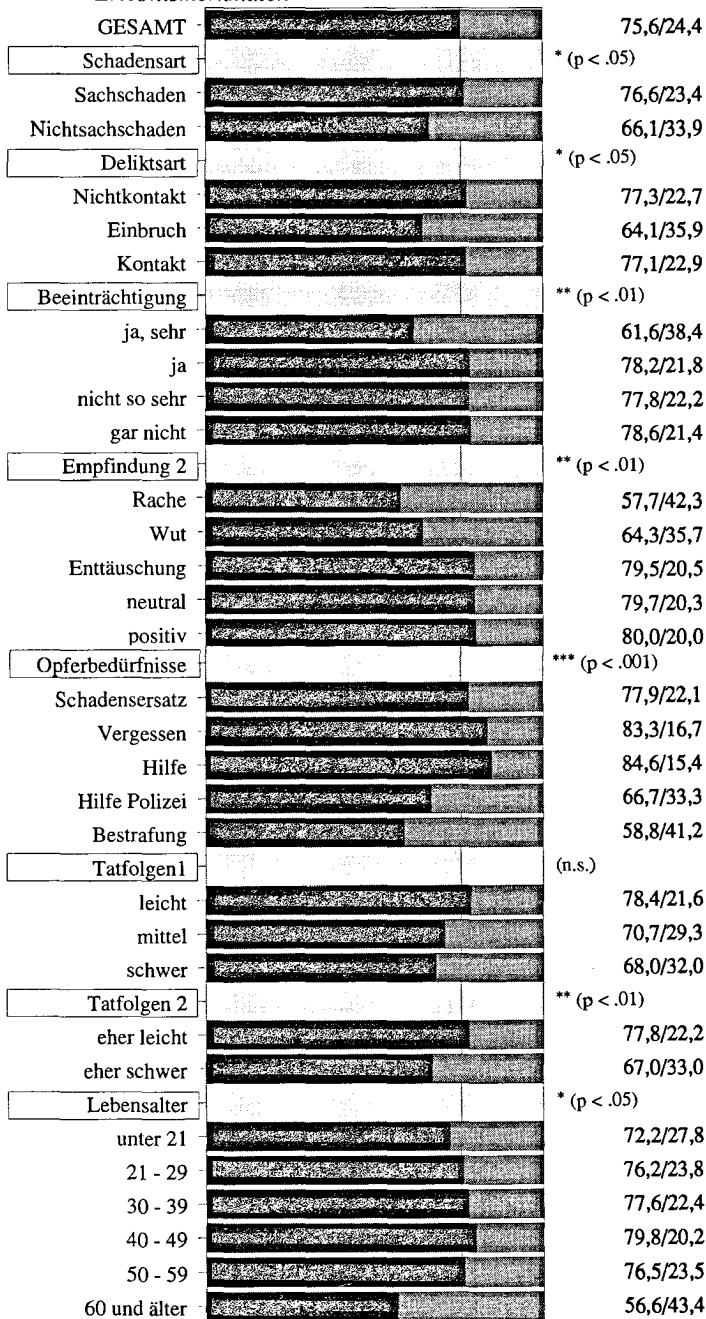 GESAMT 75,6/24,4
Schadensart * (p < .05)
Sachschaden 76,6/23,4
Nichtsachschaden 66,1/33,9
Deliktsart * (p < .05)
Nichtkontakt 77,3/22,7
Einbruch 64,1/35,9
Kontakt 77,1/22,9
Beeinträchtigung ** (p < .01)
ja, sehr 61,6/38,4
ja 78,2/21,8
nicht so sehr 77,8/22,2
gar nicht 78,6/21,4
Empfindung 2 ** (p < .01)
Rache 57,7/42,3
Wut 64,3/35,7
Enttäuschung 79,5/20,5
neutral 79,7/20,3
positiv 80,0/20,0
Opferbedürfnisse *** (p < .001)
Schadensersatz 77,9/22,1
Vergessen 83,3/16,7
Hilfe 84,6/15,4
Hilfe Polizei 66,7/33,3
Bestrafung 58,8/41,2
Tatfolgen1 (n.s.)
leicht 78,4/21,6
mittel 70,7/29,3
schwer 68,0/32,0
Tatfolgen 2 ** (p < .01)
eher leicht 77,8/22,2
eher schwer 67,0/33,0
Lebensalter * (p < .05)
unter 21 72,2/27,8
21 - 29 76,2/23,8
30 - 39 77,6/22,4
40 - 49 79,8/20,2
50 - 59 76,5/23,5
60 und älter 56,6/43,4